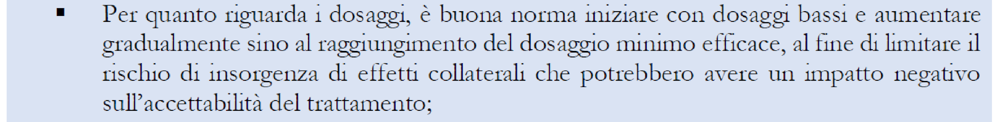 ▪ Per quanto riguarda i dosaggi, è buona norma iniziare con dosaggi bassi e aumentare
gradualmente sino al raggiungimento del dosaggio minimo efficace, al fine di limitare il
rischio di insorgenza di effetti collaterali che potrebbero avere un impatto negativo
sull’accettabilità del trattamento;